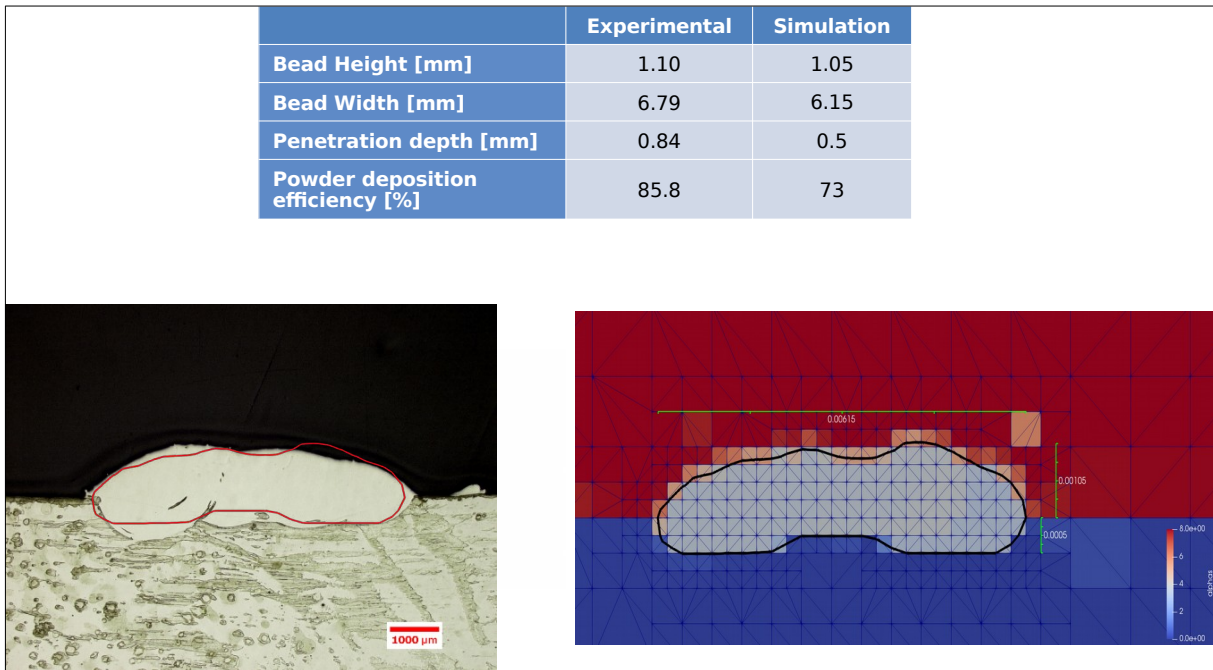 Experimental Simulation
Bead Height [mm] 1.10 1.05
Bead Width [mm] 6.79 6.15
Penetration depth [mm] 0.84 0.5
Powder deposition
efficiency [%] 85.8 73
1000 µm
0.00615
0.00105
0.0005
8.0e+00
6
4
2
0.0e+00
alphas